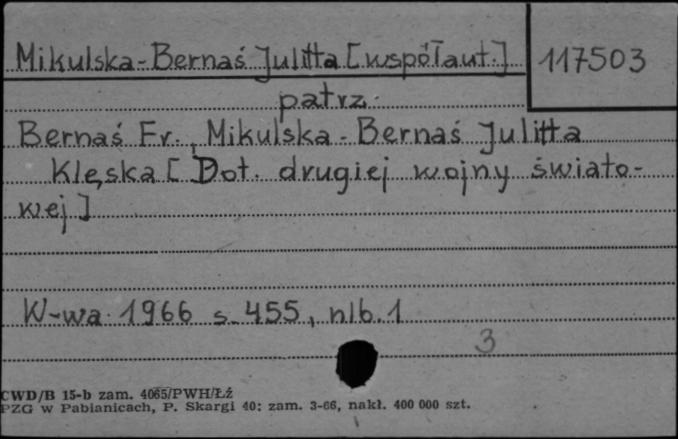 Mikulska-Bernaś Julitta [współaut.] 117503
patrz:
Bernaś Fr., Mikulska-Bernaś Julitta
Klęska [Dot. drugiej wojny świato-
wej]
W-wa 1966 s. 455, nlb. 1
3
CWD/B 15-b zam. 4065/PWH/Łź
PZG w Pabianicach, P. Skargi 40; zam. 3-66, nakł. 400 000 szt.